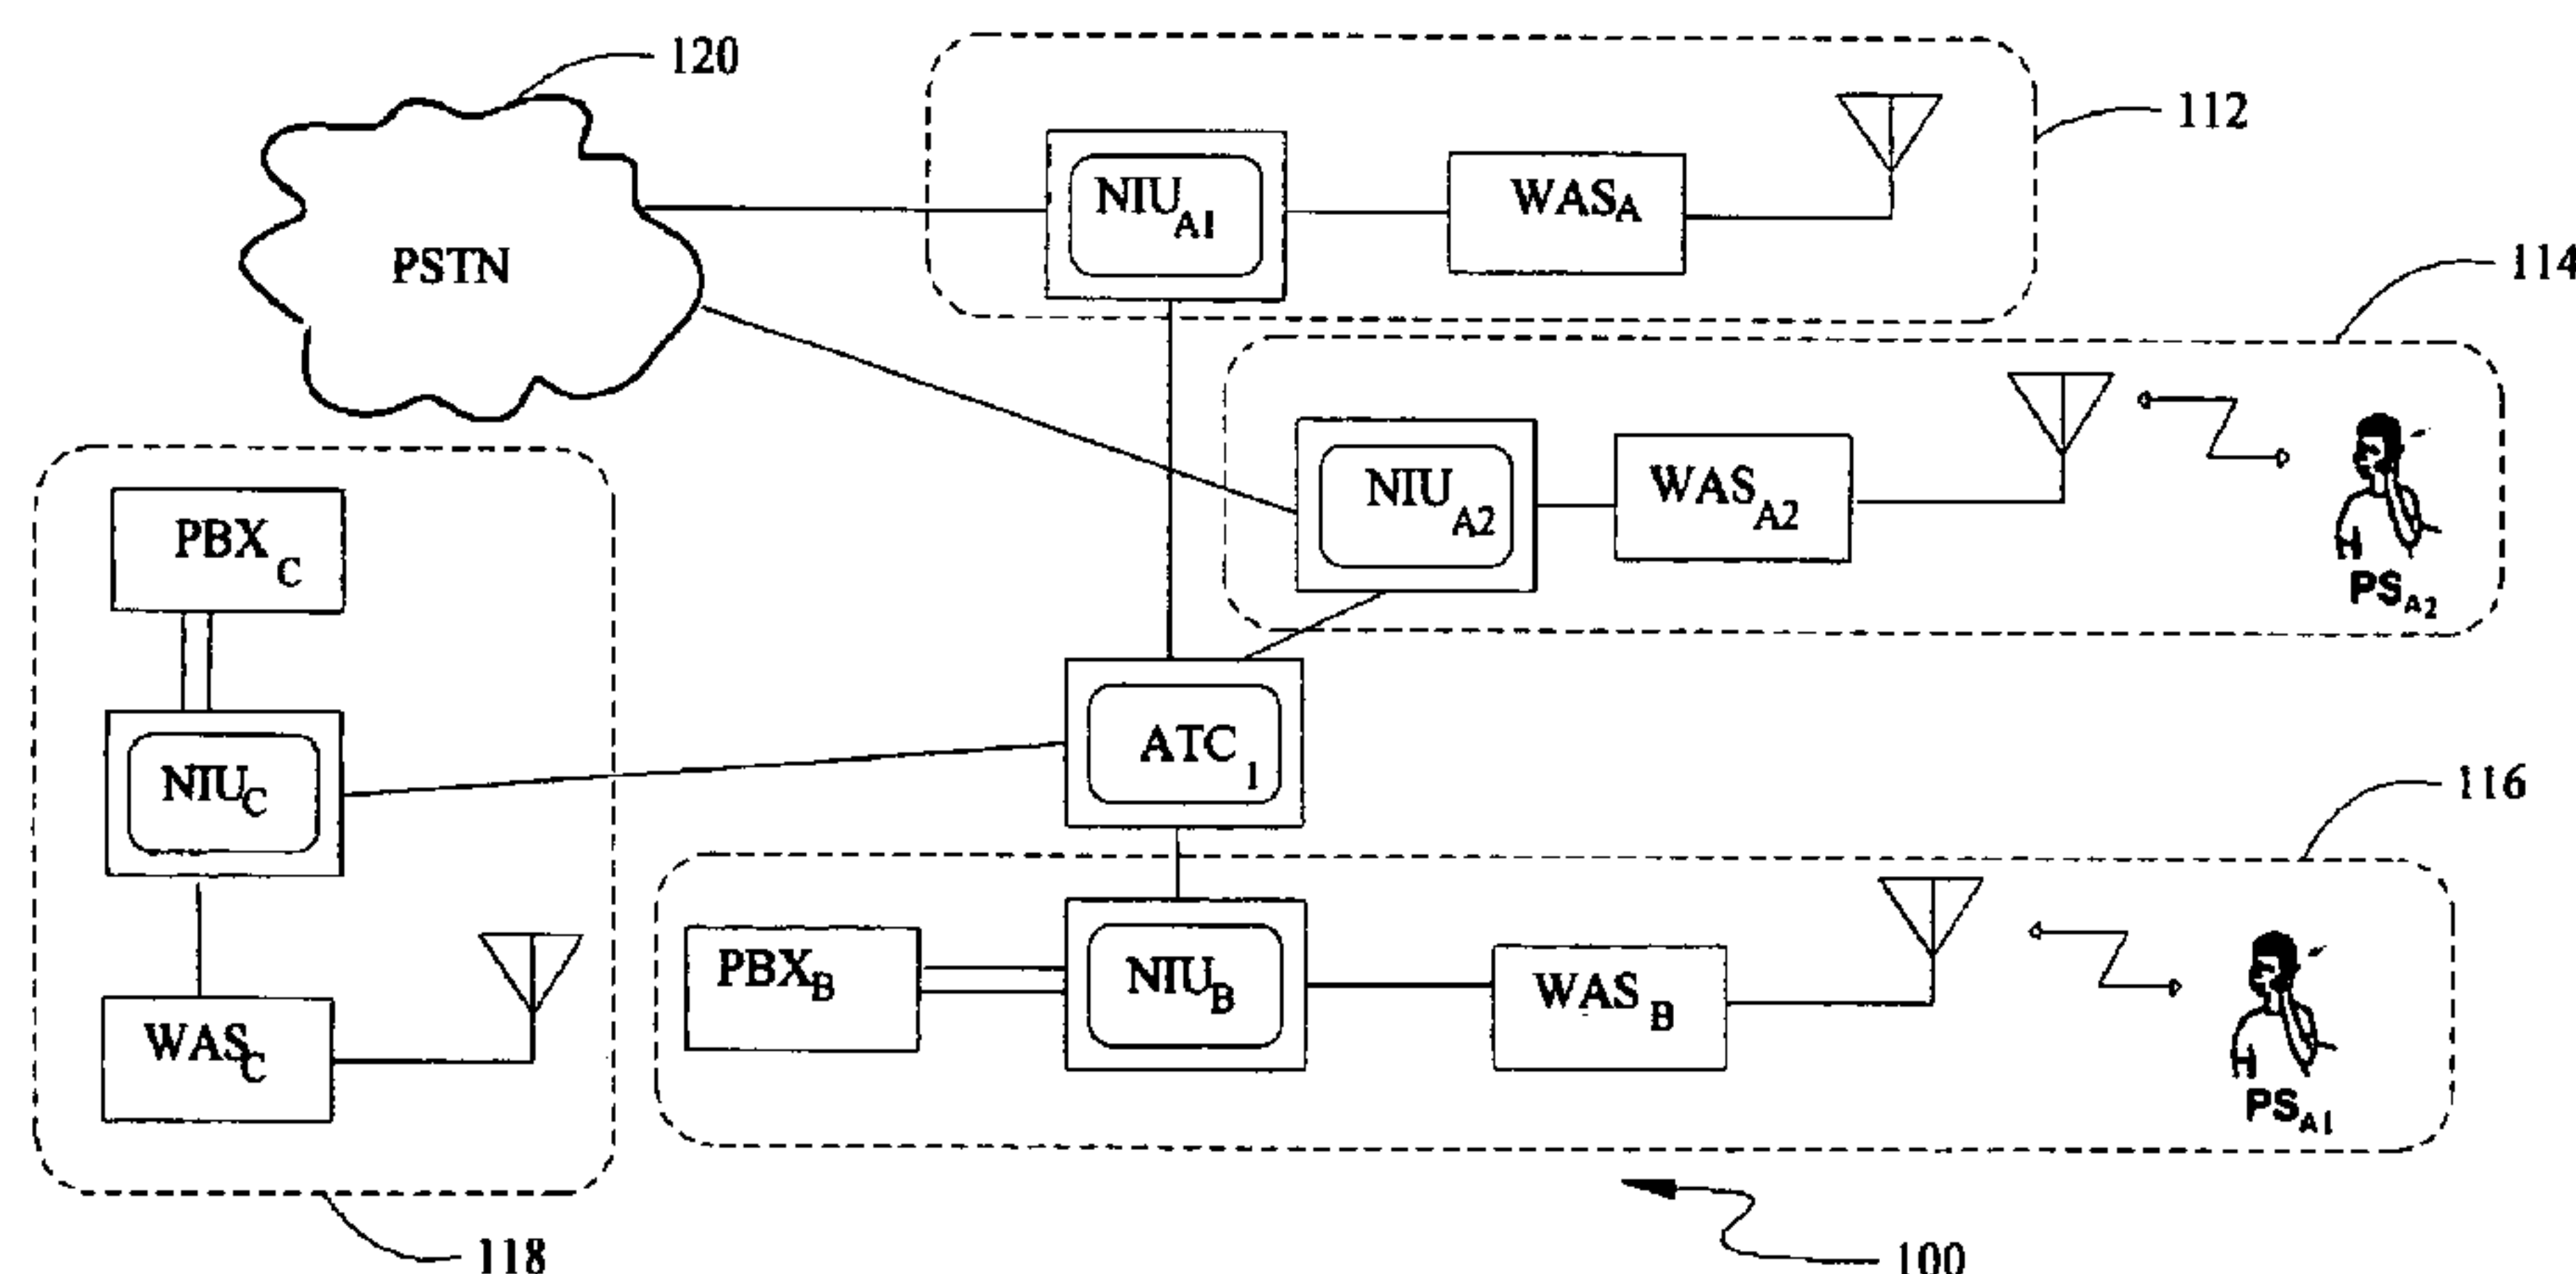 120
112
NIU A1
WAS A
PSTN
114
NIU A2
WAS A2
PS A2
PBX C
ATC 1
NIU C
116
PBX B
NIU B
WAS B
WAS C
PS A1
118
100